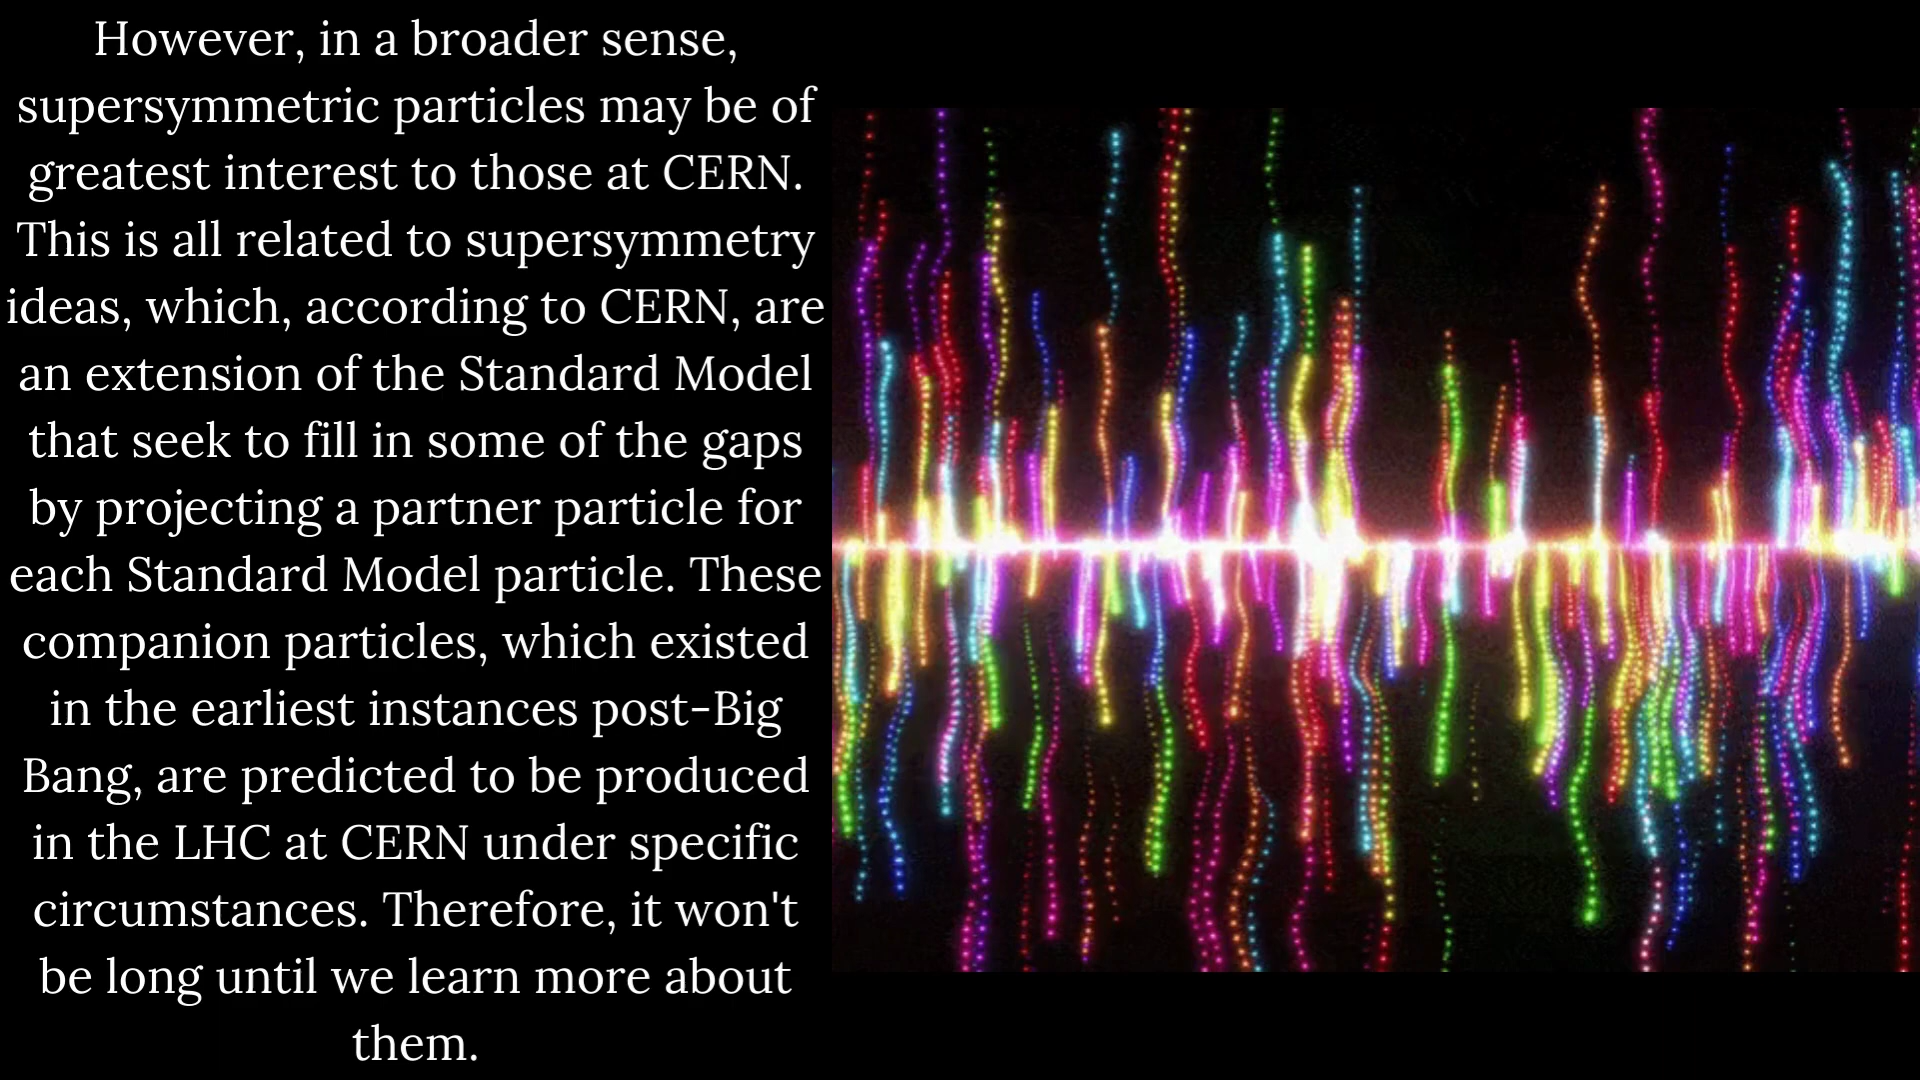 However, in a broader sense,
supersymmetric particles may be of
greatest interest to those at CERN.
This is all related to supersymmetry
ideas, which, according to CERN, are
an extension of the Standard Model
that seek to fill in some of the gaps
by projecting a partner particle for
each Standard Model particle. These
companion particles, which existed
in the earliest instances post-Big
Bang, are predicted to be produced
in the LHC at CERN under specific
circumstances. Therefore, it won't
be long until we learn more about
them.